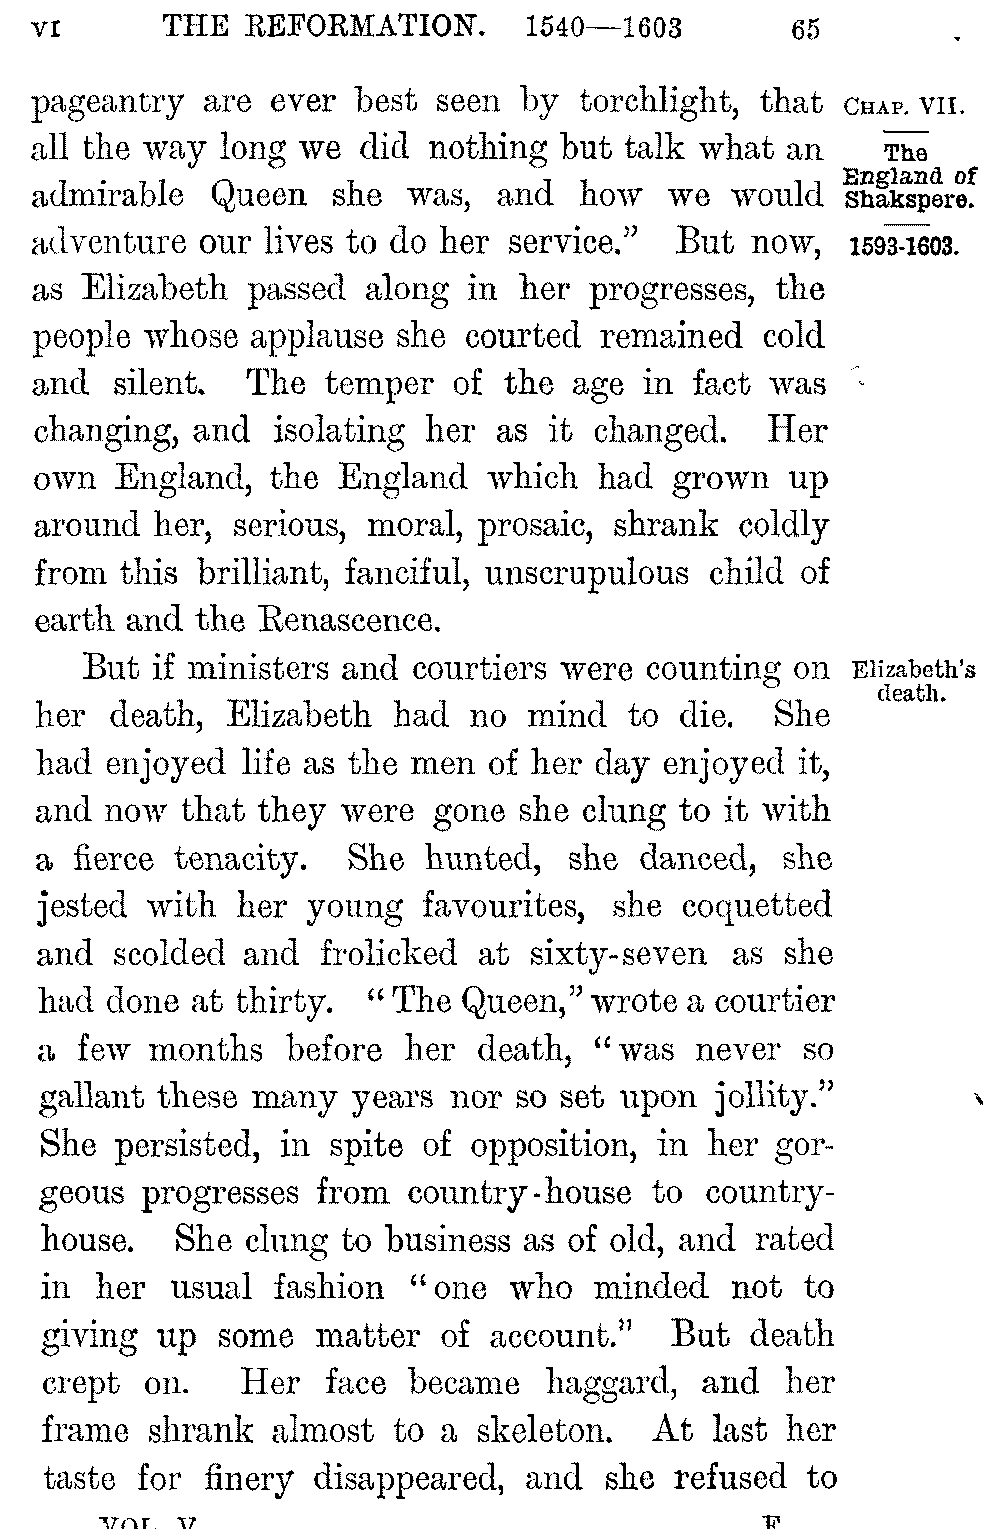 VI THE REFORMATION. 1540—1603 65
pageantry are ever best seen by torchlight, that
all the way long we did nothing but talk what an
admirable Queen she was, and how we would
adventure our lives to do her service.” But now,
as Elizabeth passed along in her progresses, the
people whose applause she courted remained cold
and silent. The temper of the age in fact was
changing, and isolating her as it changed. Her
own England, the England which had grown up
around her, serious, moral, prosaic, shrank coldly
from this brilliant, fanciful, unscrupulous child of
earth and the Renascence.
But if ministers and courtiers were counting on
her death, Elizabeth had no mind to die. She
had enjoyed life as the men of her day enjoyed it,
and now that they were gone she clung to it with
a fierce tenacity. She hunted, she danced, she
jested with her young favourites, she coquetted
and scolded and frolicked at sixty-seven as she
had done at thirty. “The Queen,” wrote a courtier
a few months before her death, “was never so
gallant these many years nor so set upon jollity.”
She persisted, in spite of opposition, in her gor-
geous progresses from country-house to country-
house. She clung to business as of old, and rated
in her usual fashion “one who minded not to
giving up some matter of account.” But death
crept on. Her face became haggard, and her
frame shrank almost to a skeleton. At last her
taste for finery disappeared, and she refused to
VOL. V F
CHAP. VII.
The
England of
Shakspere.
1593-1603.
Elizabeth's
death.